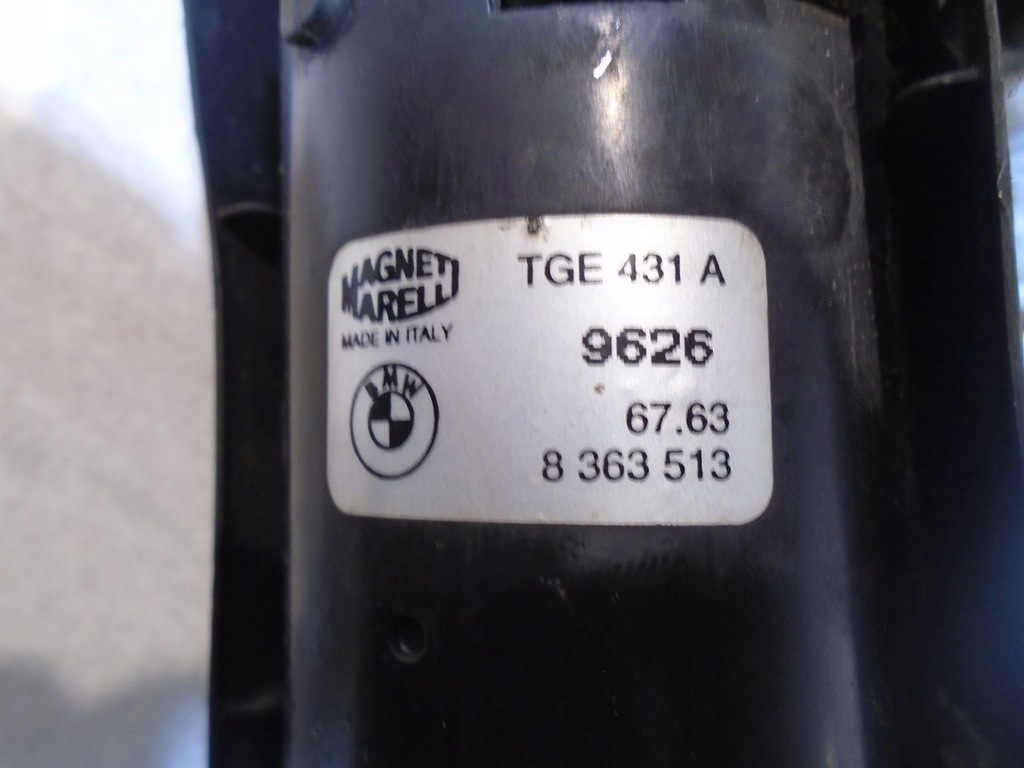 MAGNETI
MARELLI
MADE IN ITALY
BMW
TGE 431 A
9626
67.63
8 363 513